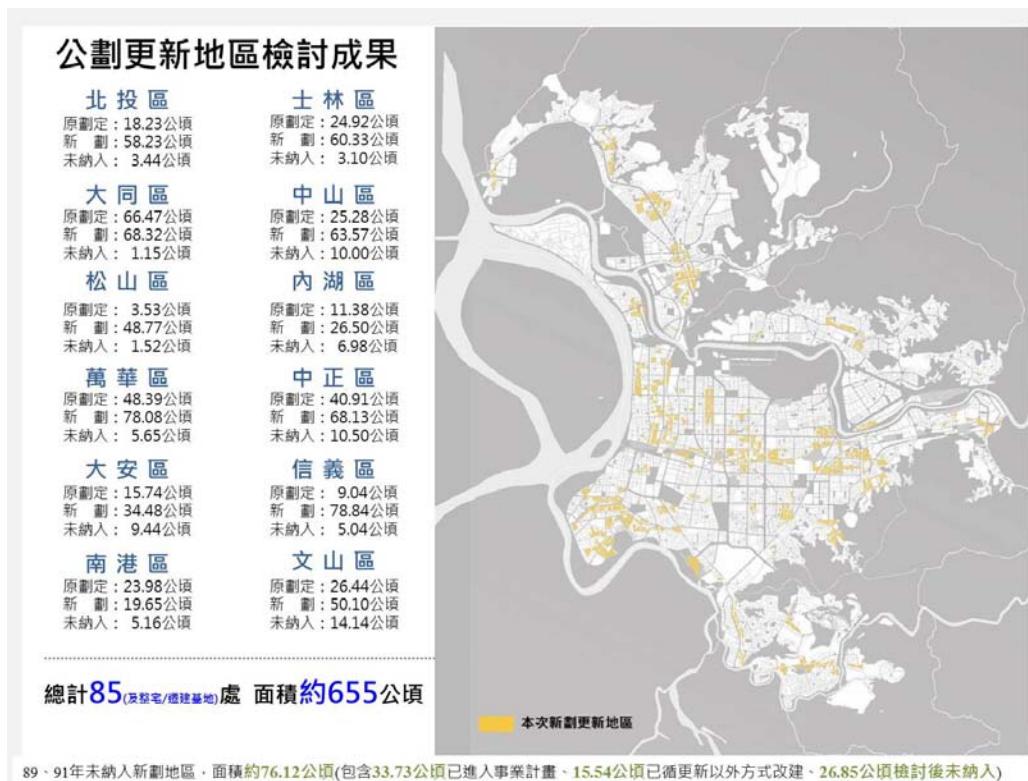 公劃更新地區檢討成果
北投區
原劃定：18.23公頃
新　劃：58.23公頃
未納入： 3.44公頃
士林區
原劃定：24.92公頃
新　劃：60.33公頃
未納入： 3.10公頃
大同區
原劃定：66.47公頃
新　劃：68.32公頃
未納入： 1.15公頃
中山區
原劃定：25.28公頃
新　劃：63.57公頃
未納入：10.00公頃
松山區
原劃定： 3.53公頃
新　劃：48.77公頃
未納入： 1.52公頃
內湖區
原劃定：11.38公頃
新　劃：26.50公頃
未納入： 6.98公頃
萬華區
原劃定：48.39公頃
新　劃：78.08公頃
未納入： 5.65公頃
中正區
原劃定：40.91公頃
新　劃：68.13公頃
未納入：10.50公頃
大安區
原劃定：15.74公頃
新　劃：34.48公頃
未納入： 9.44公頃
信義區
原劃定： 9.04公頃
新　劃：78.84公頃
未納入： 5.04公頃
南港區
原劃定：23.98公頃
新　劃：19.65公頃
未納入： 5.16公頃
文山區
原劃定：26.44公頃
新　劃：50.10公頃
未納入：14.14公頃
總計85(及整宅/遷建基地)處 面積約655公頃
本次新劃更新地區
89、91年未納入新劃地區，面積約76.12公頃(包含33.73公頃已進入事業計畫、15.54公頃已循更新以外方式改建、26.85公頃檢討後未納入)